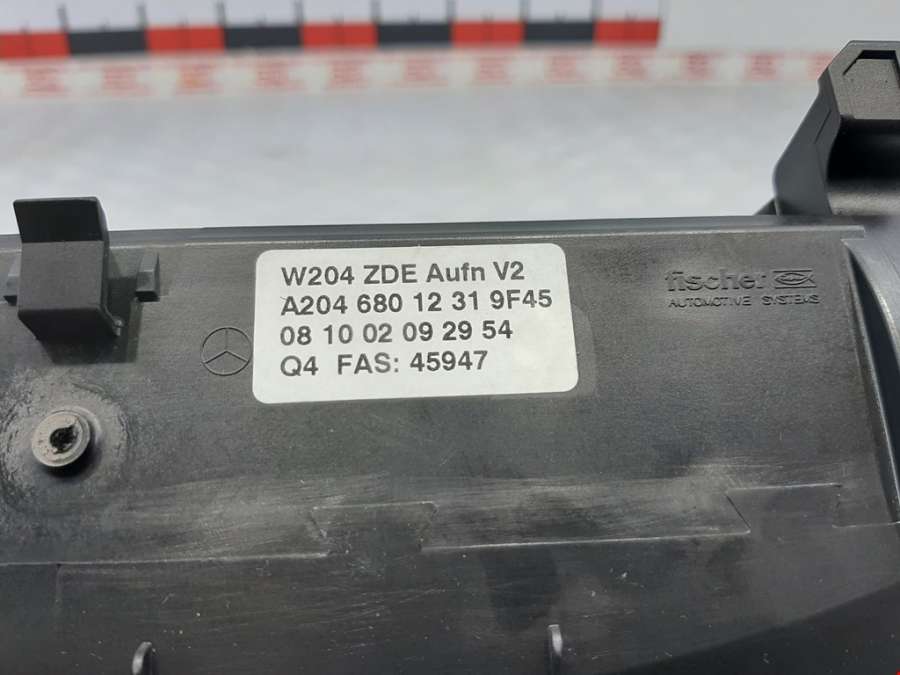 W204 ZDE Aufn V2
A204 680 12 31 9F45
08 10 02 09 29 54
Q4 FAS: 45947
fischer
AUTOMOTIVE SYSTEMS